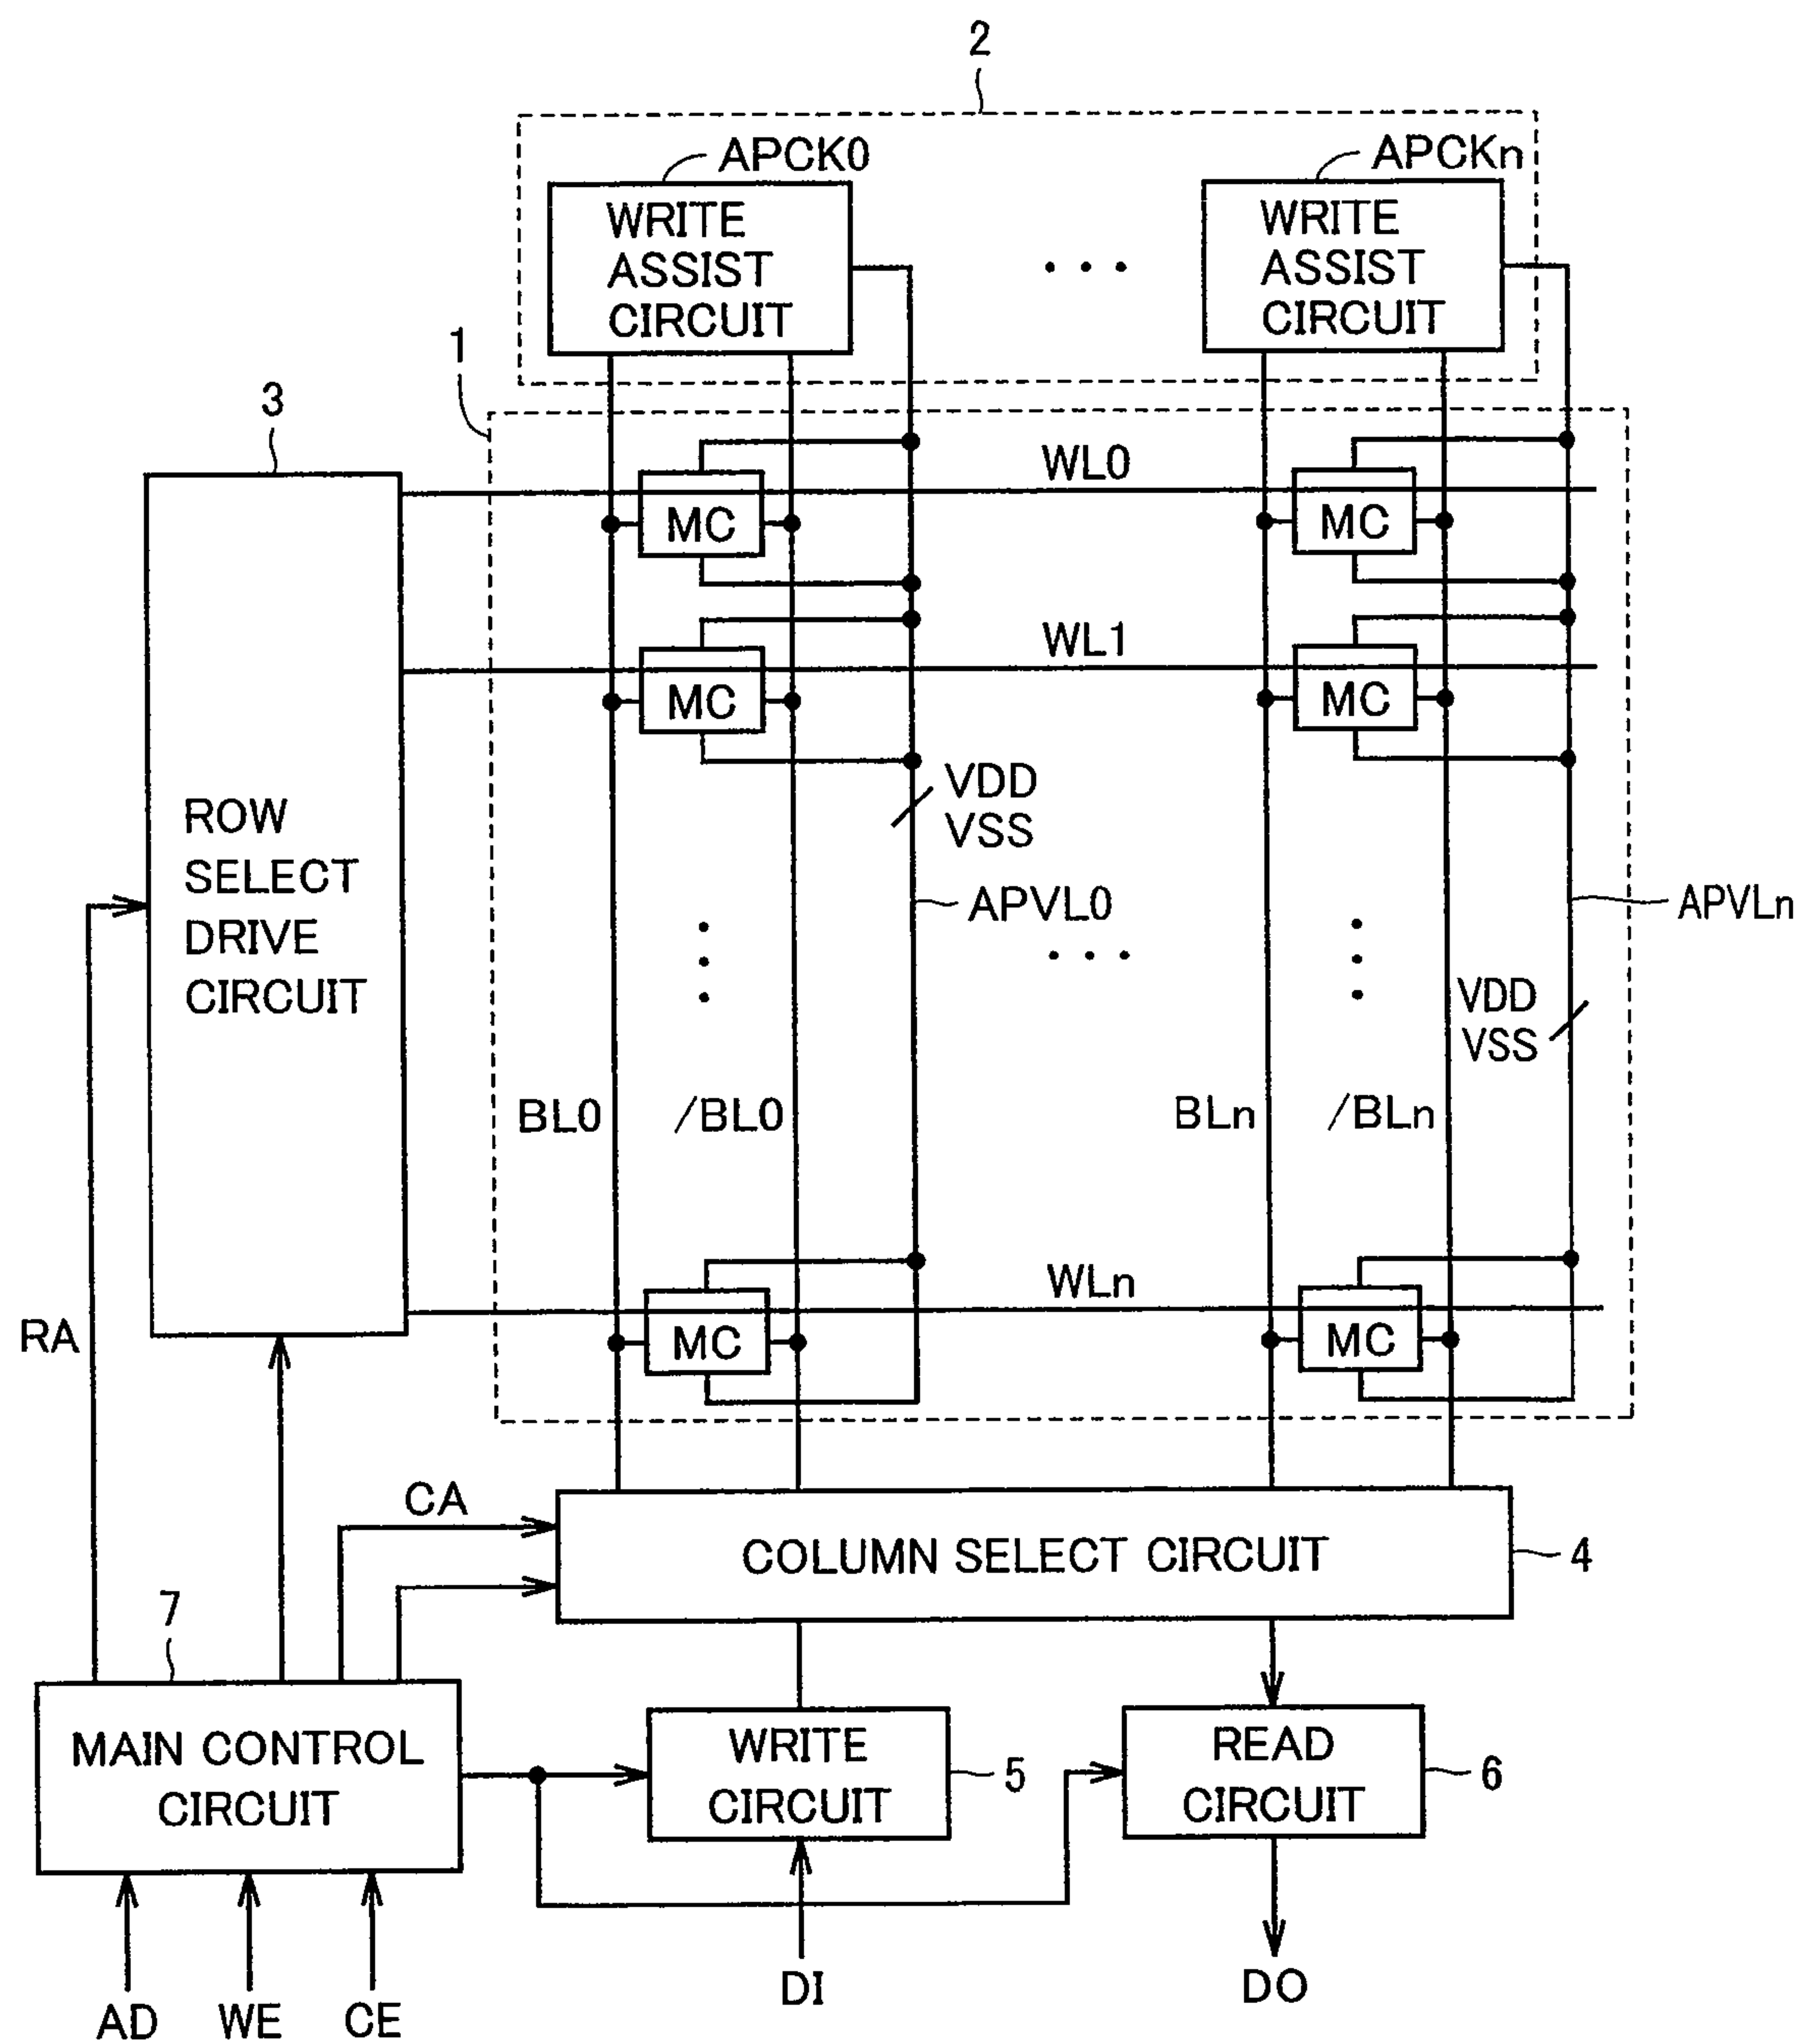 2
APCK0
APCKn
WRITE
ASSIST
CIRCUIT
WRITE
ASSIST
CIRCUIT
1
3
WL0
MC
MC
WL1
MC
MC
VDD
VSS
ROW
SELECT
DRIVE
CIRCUIT
APVL0
APVLn
VDD
VSS
BL0
/BL0
BLn
/BLn
WLn
MC
MC
RA
CA
COLUMN SELECT CIRCUIT
4
7
MAIN CONTROL
CIRCUIT
WRITE
CIRCUIT
5
READ
CIRCUIT
6
DI
DO
AD
WE
CE